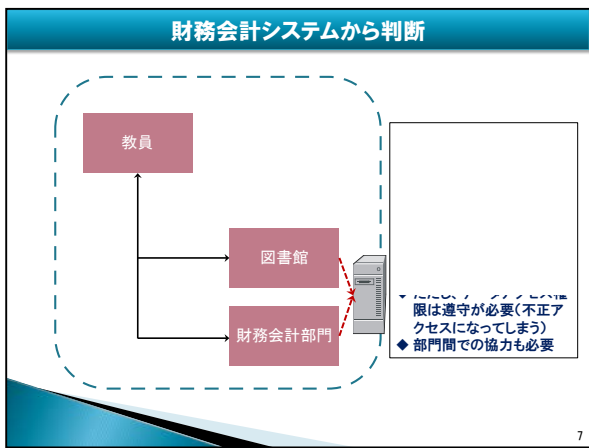 財務会計システムから判断
教員
図書館
財務会計部門
限は遵守が必要（不正ア
クセスになってしまう）
◆ 部門間での協力も必要
7